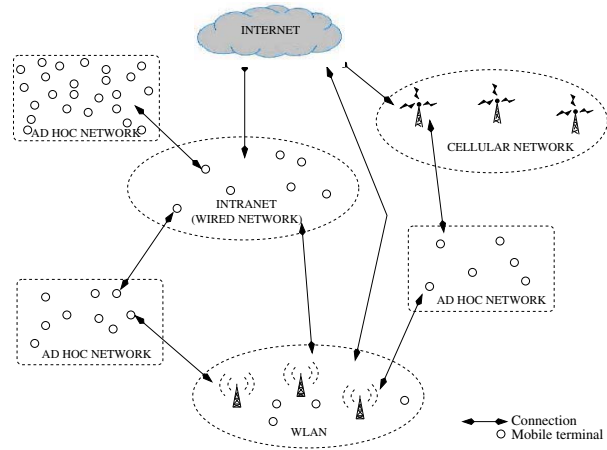 INTERNET
AD HOC NETWORK
CELLULAR NETWORK
INTRANET
(WIRED NETWORK)
AD HOC NETWORK
AD HOC NETWORK
WLAN
Connection
Mobile terminal